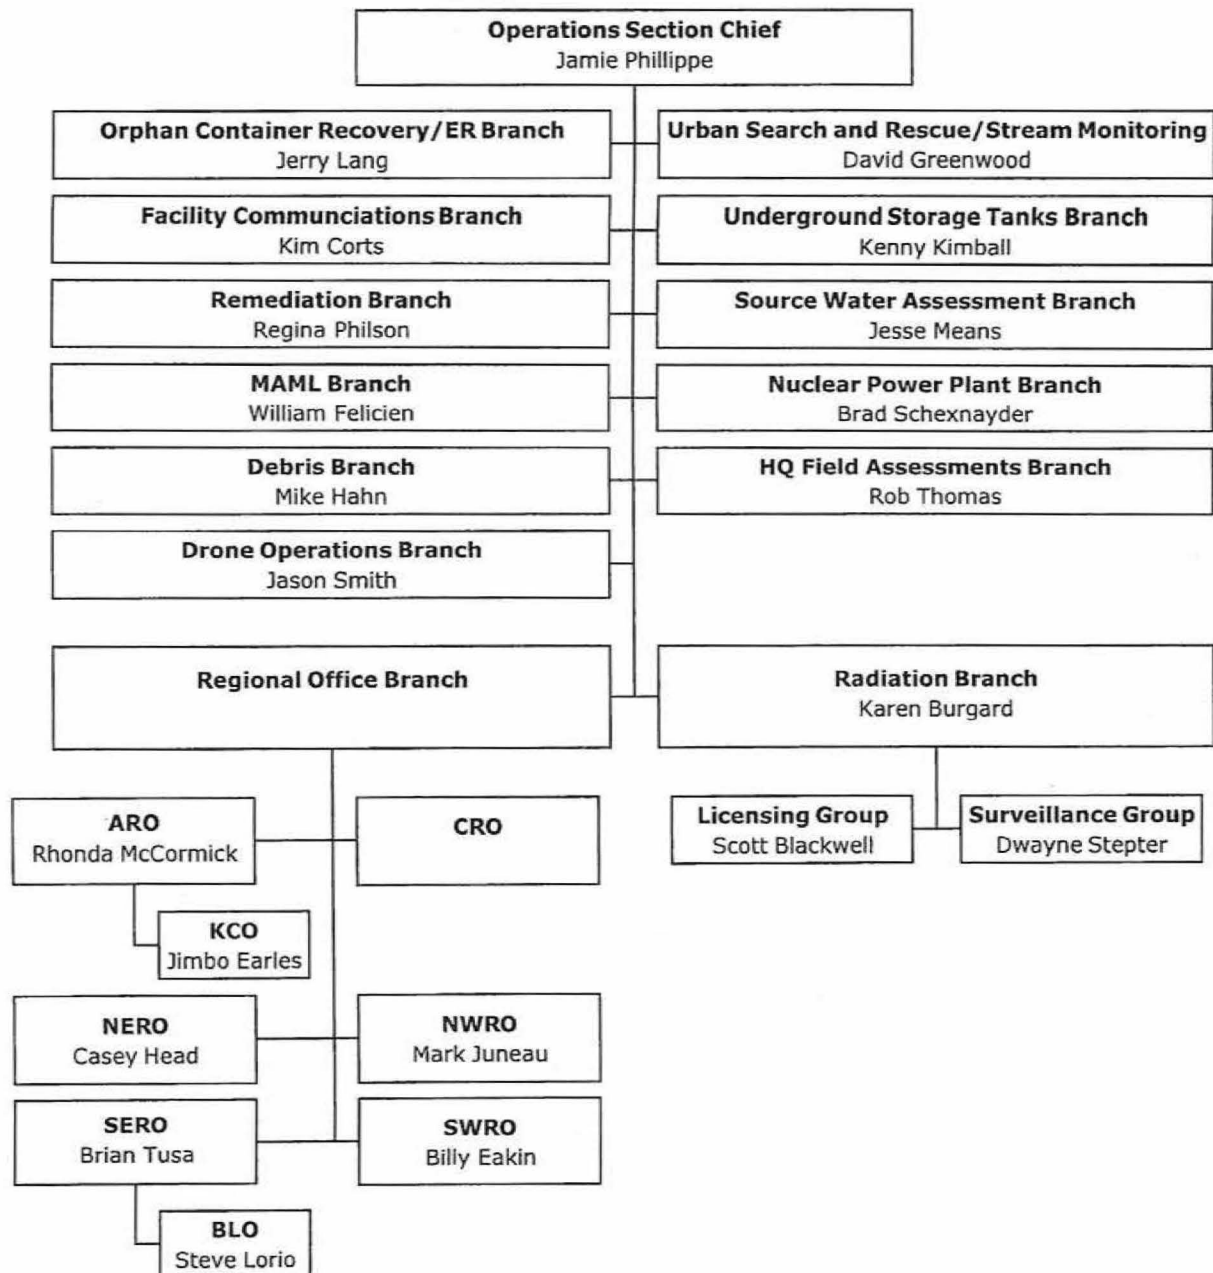 Operations Section Chief
Jamie Phillippe
Orphan Container Recovery/ER Branch
Jerry Lang
Urban Search and Rescue/Stream Monitoring
David Greenwood
Facility Communciations Branch
Kim Corts
Underground Storage Tanks Branch
Kenny Kimball
Remediation Branch
Regina Philson
Source Water Assessment Branch
Jesse Means
MAML Branch
William Felicien
Nuclear Power Plant Branch
Brad Schexnayder
Debris Branch
Mike Hahn
HQ Field Assessments Branch
Rob Thomas
Drone Operations Branch
Jason Smith
Regional Office Branch
Radiation Branch
Karen Burgard
ARO
Rhonda McCormick
CRO
Licensing Group
Scott Blackwell
Surveillance Group
Dwayne Stepter
KCO
Jimbo Earles
NERO
Casey Head
NWRO
Mark Juneau
SERO
Brian Tusa
SWRO
Billy Eakin
BLO
Steve Lorio